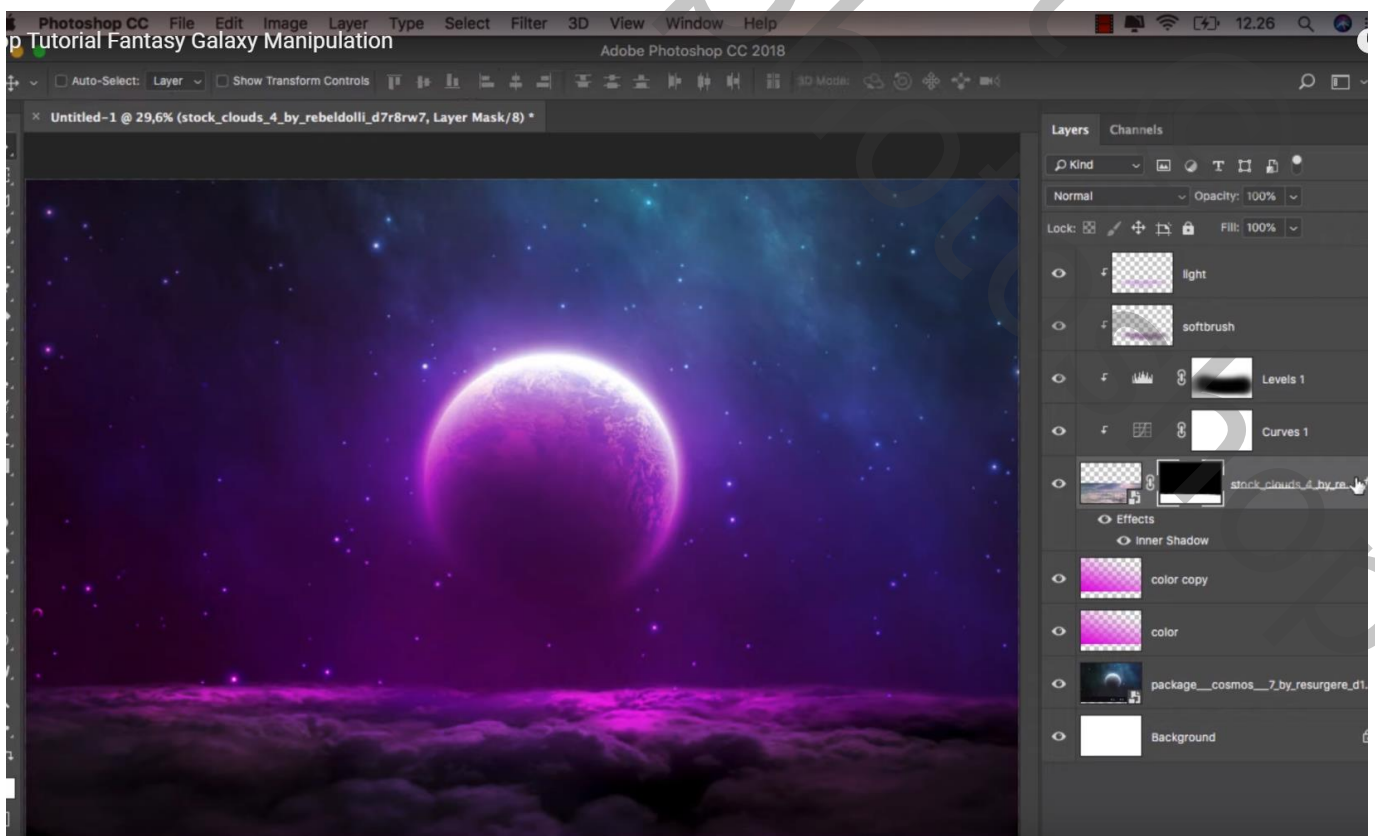 Photoshop CC File Edit Image Layer Type Select Filter 3D View Window Help 12.26
op Tutorial Fantasy Galaxy Manipulation
Adobe Photoshop CC 2018
Auto-Select: Layer Show Transform Controls 3D Mode:
× Untitled-1 @ 29,6% (stock_clouds_4_by_rebeldolli_d7r8rw7, Layer Mask/8) *
Layers Channels
Kind
Normal Opacity: 100%
Lock: Fill: 100%
light
softbrush
Levels 1
Curves 1
stock_clouds_4_by_re...
Effects
Inner Shadow
color copy
color
package__cosmos__7_by_resurgere_d1...
Background